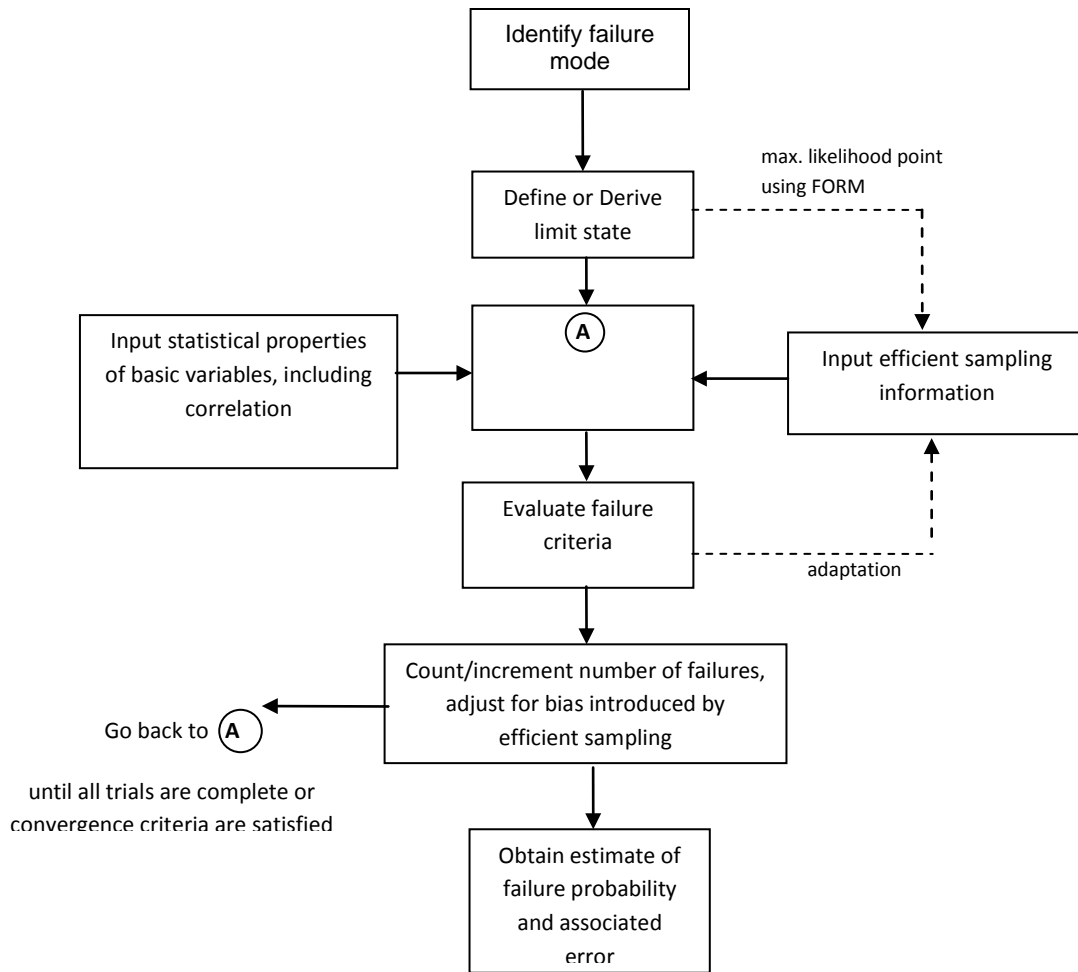 Identify failure
mode
max. likelihood point
using FORM
Define or Derive
limit state
A
Input statistical properties
of basic variables, including
correlation
Input efficient sampling
information
Evaluate failure
criteria
adaptation
Count/increment number of failures,
adjust for bias introduced by
efficient sampling
Go back to A
until all trials are complete or
convergence criteria are satisfied
Obtain estimate of
failure probability
and associated
error